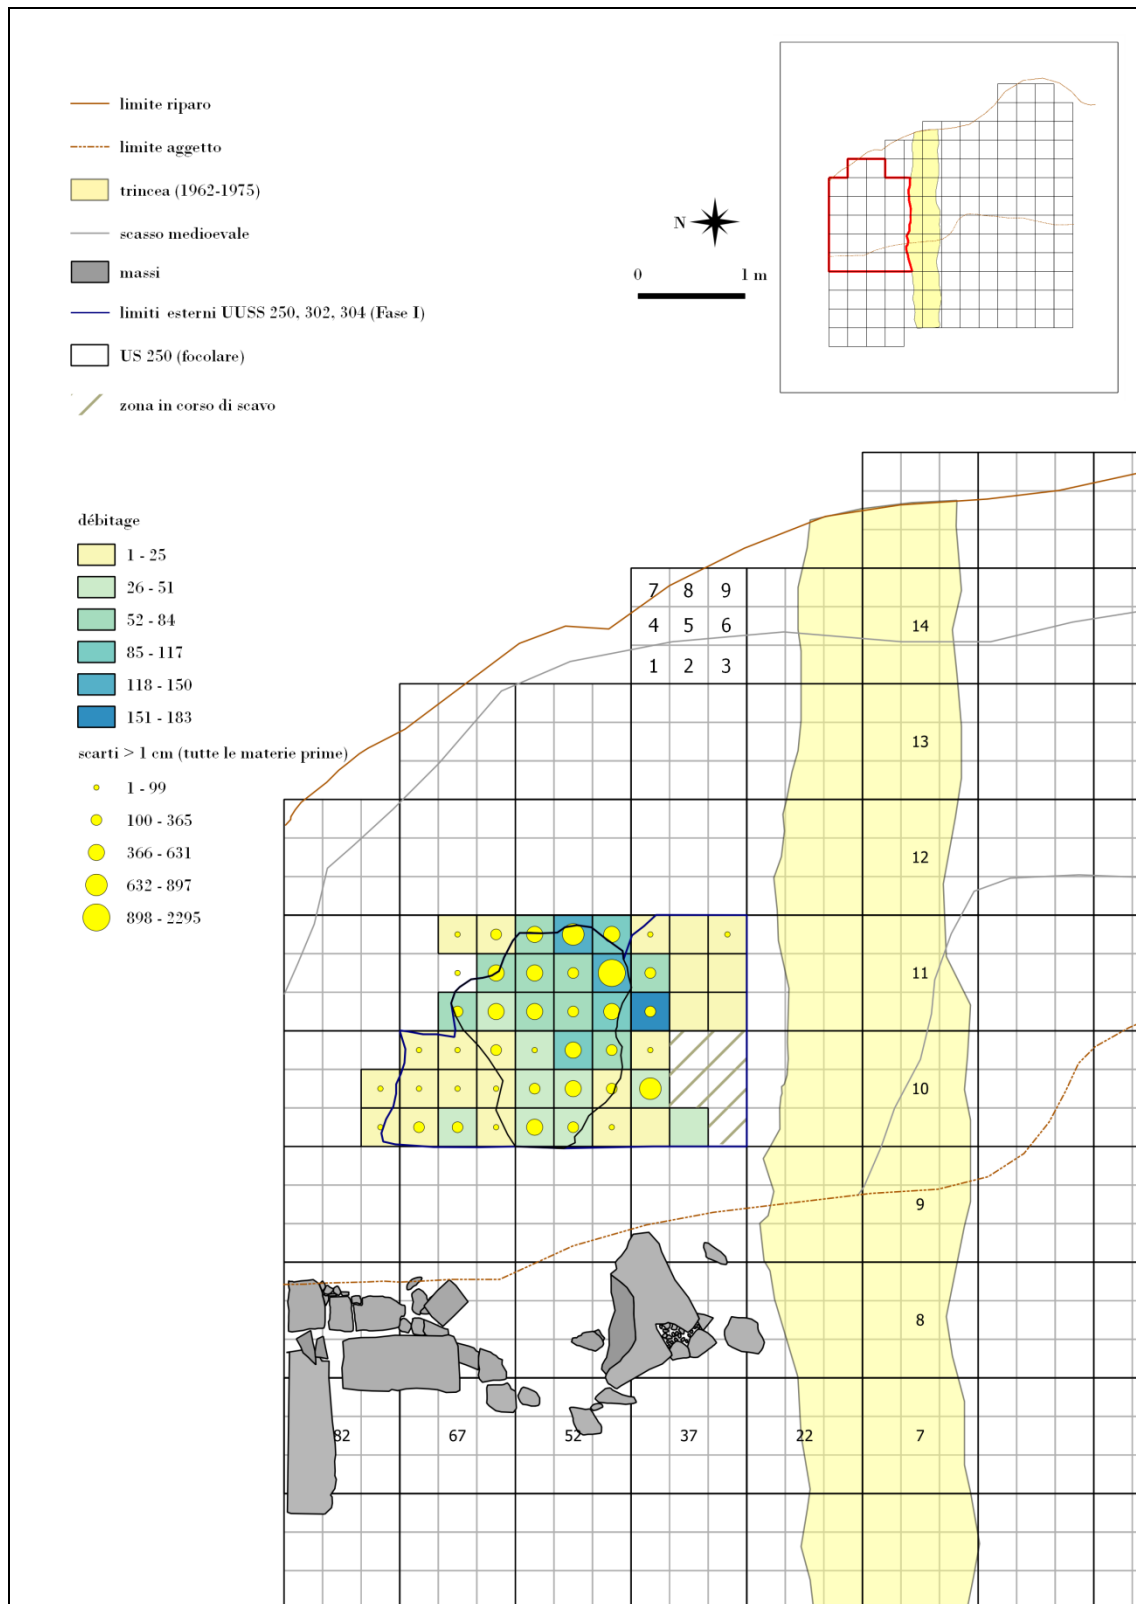 limite riparo
limite aggetto
trincea (1962-1975)
scasso medioevale
massi
limiti esterni UUSS 250, 302, 304 (Fase I)
US 250 (focolare)
zona in corso di scavo
N
0 1 m
débitage
1 - 25
26 - 51
52 - 84
85 - 117
118 - 150
151 - 183
scarti > 1 cm (tutte le materie prime)
1 - 99
100 - 365
366 - 631
632 - 897
898 - 2295
7 8 9
4 5 6
1 2 3
14
13
12
11
10
9
8
82 67 52 37 22 7